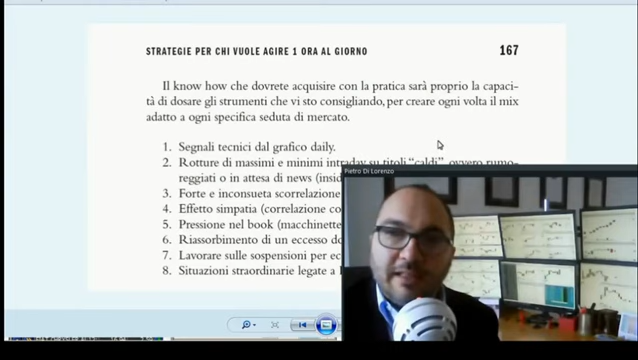 STRATEGIE PER CHI VUOLE AGIRE 1 ORA AL GIORNO 167
Il know how che dovrete acquisire con la pratica sarà proprio la capaci-
tà di dosare gli strumenti che vi sto consigliando, per creare ogni volta il mix
adatto a ogni specifica seduta di mercato.
1. Segnali tecnici dal grafico daily.
2. Rotture di massimi e minimi intraday su titoli “caldi”, ovvero rumo-
reggiati o in attesa di news (insid
3. Forte e inconsueta scorrelazione
4. Effetto simpatia (correlazione co
5. Pressione nel book (macchinette
6. Riassorbimento di un eccesso do
7. Lavorare sulle sospensioni per ec
8. Situazioni straordinarie legate a
Pietro Di Lorenzo